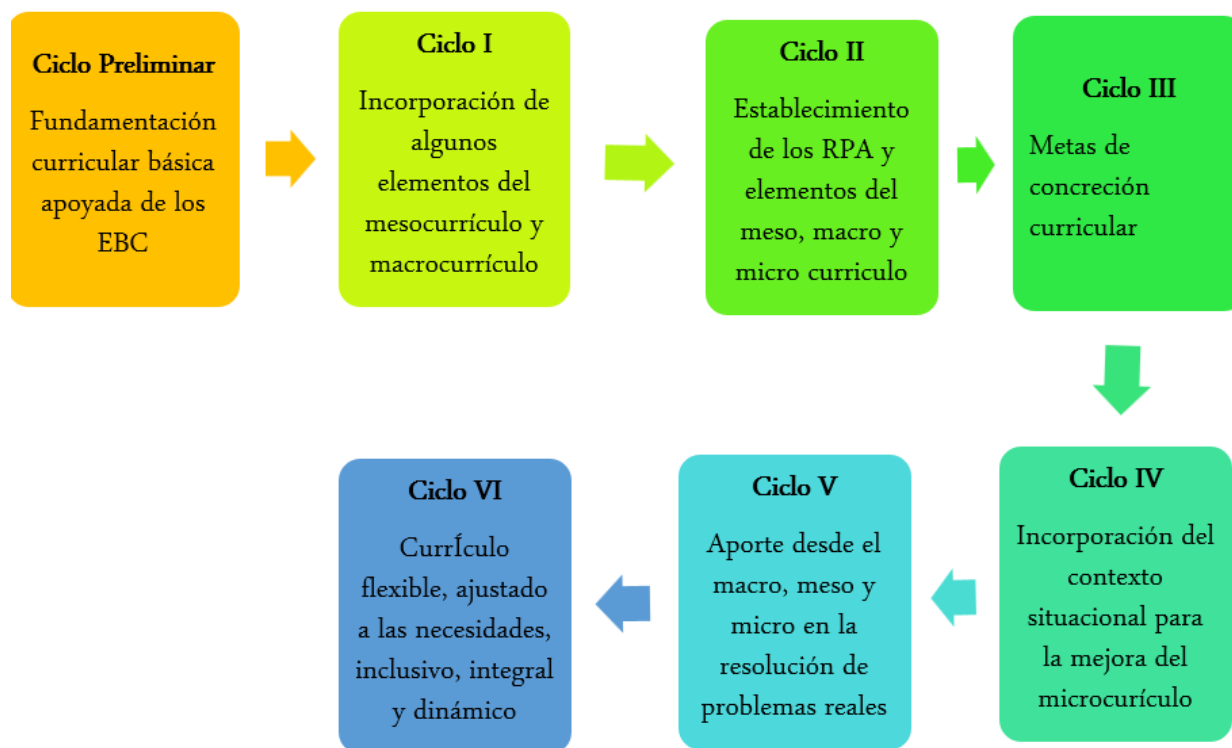 Ciclo Preliminar
Fundamentación
curricular básica
apoyada de los
EBC
Ciclo I
Incorporación de
algunos
elementos del
mesocurrículo y
macrocurrículo
Ciclo II
Establecimiento
de los RPA y
elementos del
meso, macro y
micro curriculo
Ciclo III
Metas de
concreción
curricular
Ciclo IV
Incorporación del
contexto
situacional para
la mejora del
microcurículo
Ciclo V
Aporte desde el
macro, meso y
micro en la
resolución de
problemas reales
Ciclo VI
CurrÍculo
flexible, ajustado
a las necesidades,
inclusivo, integral
y dinámico